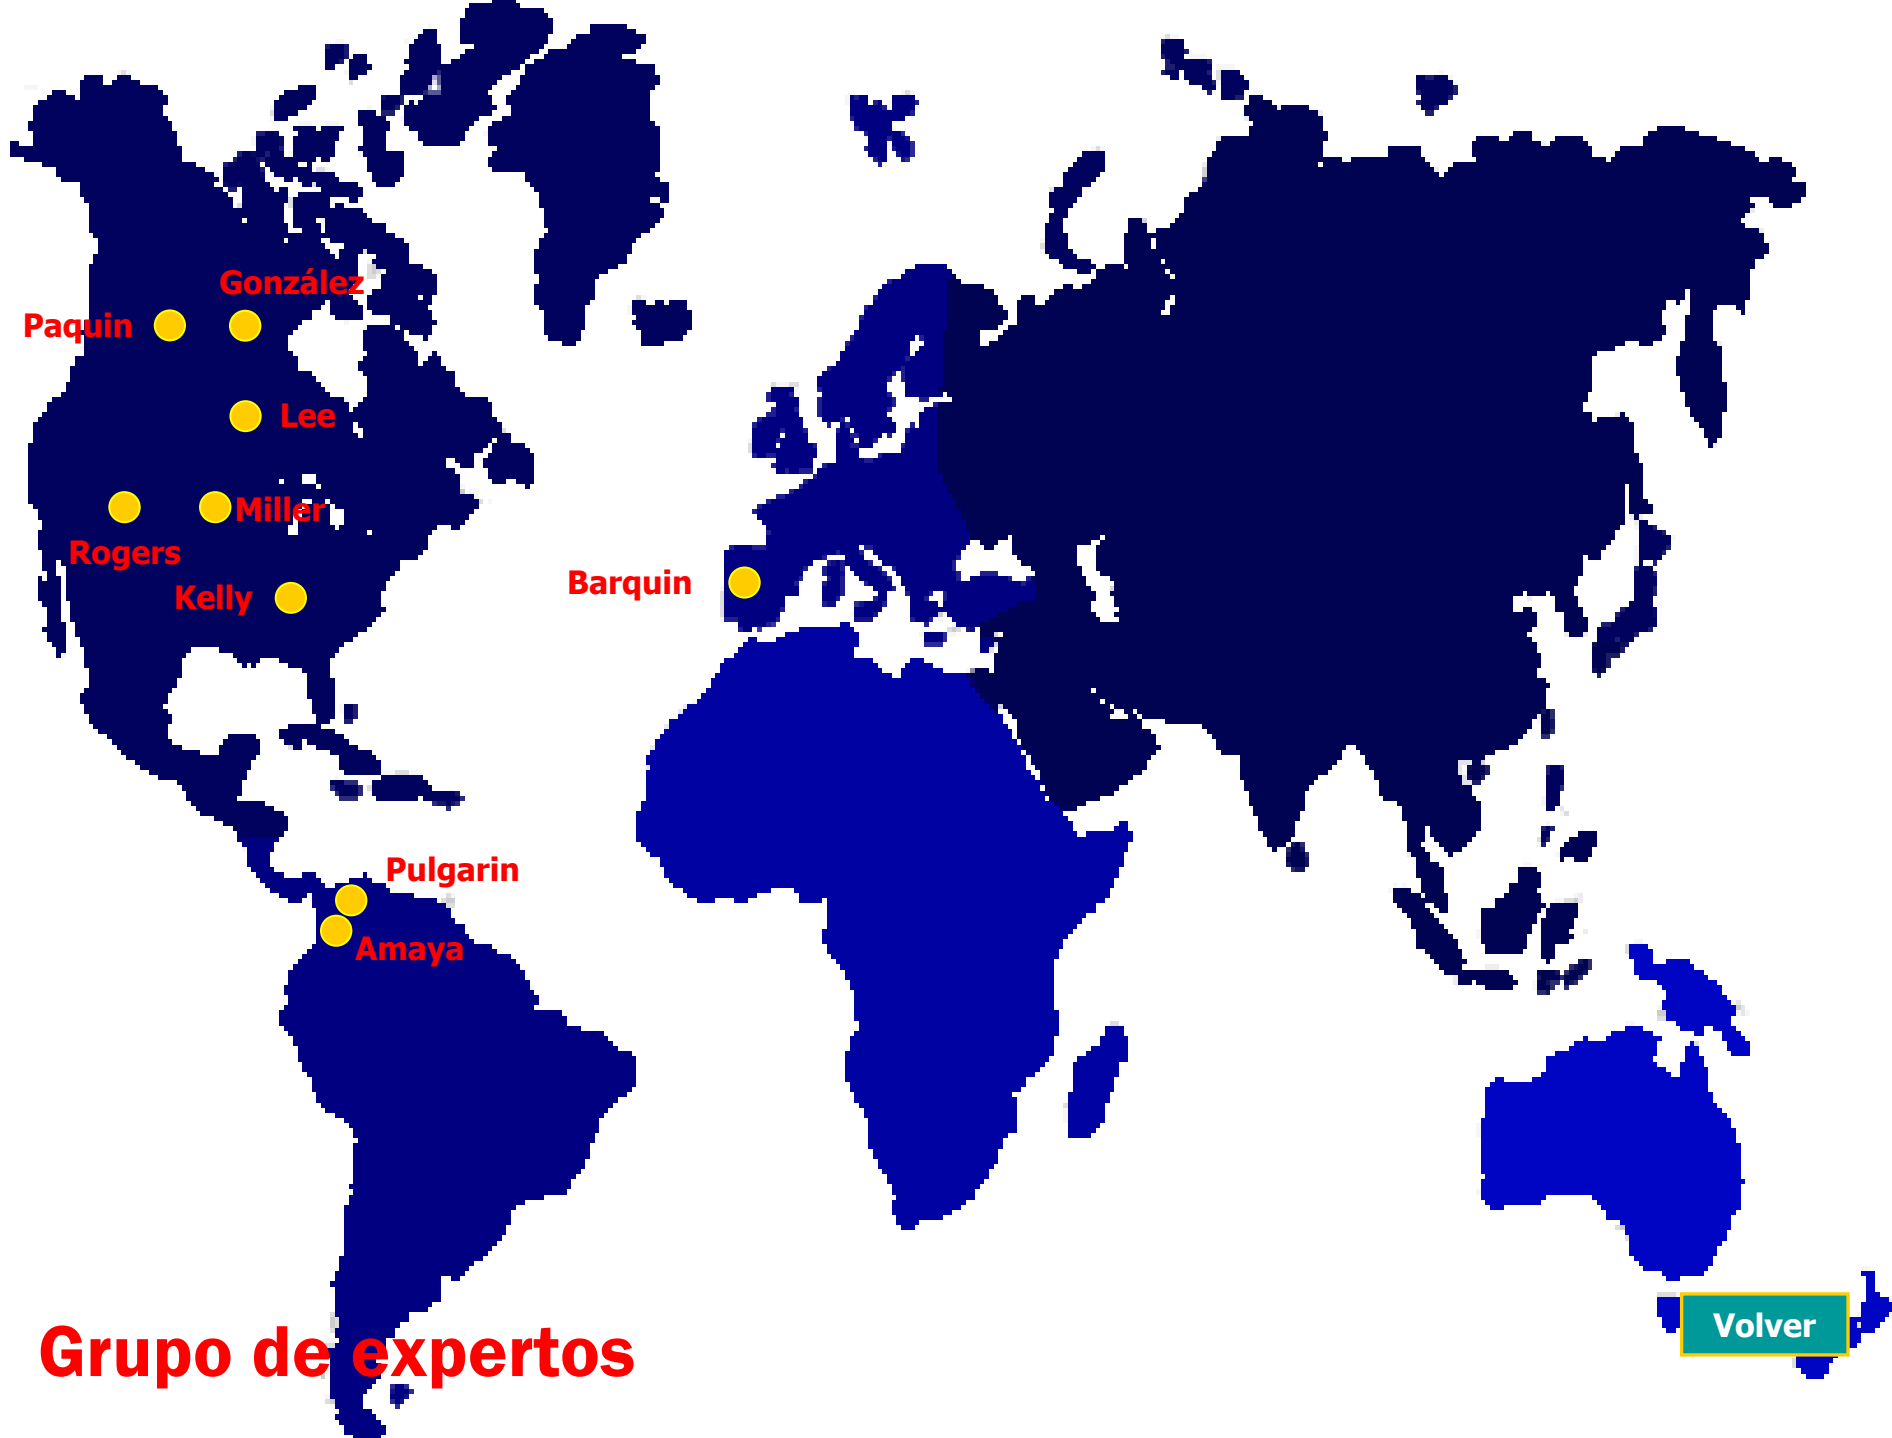 González
Paquin
Lee
Miller
Rogers
Kelly
Barquin
Pulgarin
Amaya
Volver
Grupo de expertos